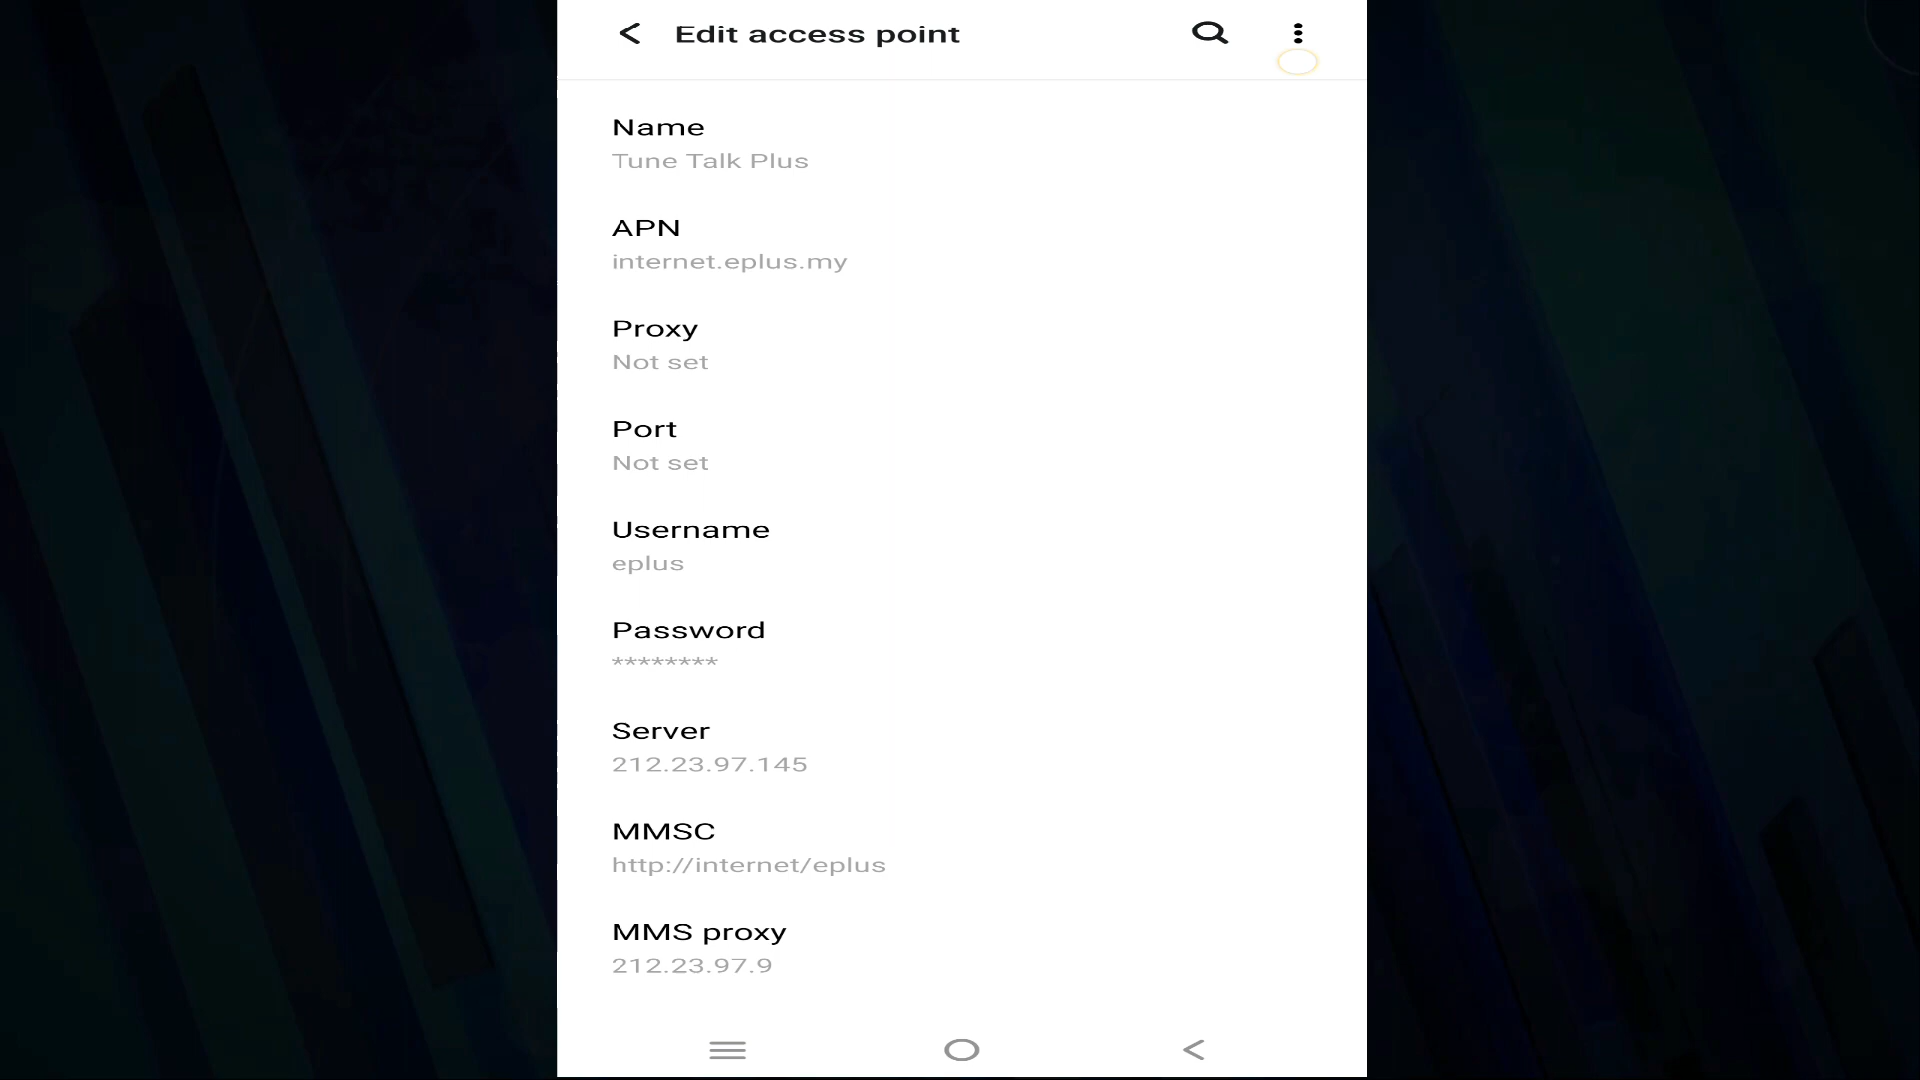 Edit access point
Name
Tune Talk Plus
APN
internet.eplus.my
Proxy
Not set
Port
Not set
Username
eplus
Password
********
Server
212.23.97.145
MMSC
http://internet/eplus
MMS proxy
212.23.97.9